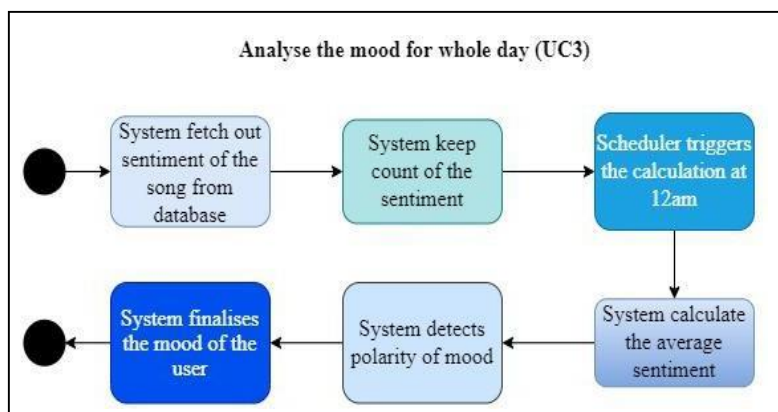 Analyse the mood for whole day (UC3)
System fetch out
sentiment of the
song from
database
System keep
count of the
sentiment
Scheduler triggers
the calculation at
12am
System calculate
the average
sentiment
System detects
polarity of mood
System finalises
the mood of the
user